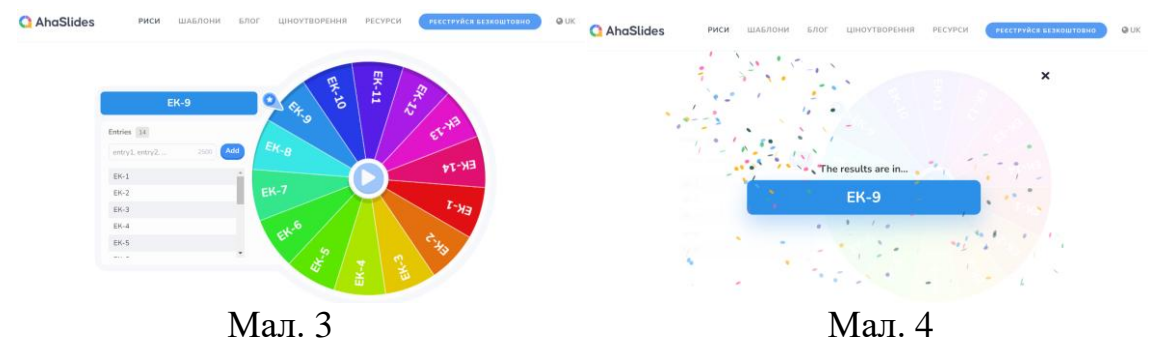 AhaSlides РИСИ ШАБЛОНИ БЛОГ ЦІНОУТВОРЕННЯ РЕСУРСИ РЕЄСТРУЙСЯ БЕЗКОШТОВНО UK
ЕК-9
Entries 14
entry1, entry2, ... 2500 Add
ЕК-1
ЕК-2
ЕК-3
ЕК-4
ЕК-5
ЕК-9
ЕК-10
ЕК-11
ЕК-12
ЕК-13
ЕК-14
ЕК-1
ЕК-2
ЕК-3
ЕК-4
ЕК-5
ЕК-6
ЕК-7
ЕК-8
Мал. 3
AhaSlides РИСИ ШАБЛОНИ БЛОГ ЦІНОУТВОРЕННЯ РЕСУРСИ РЕЄСТРУЙСЯ БЕЗКОШТОВНО UK
The results are in...
ЕК-9
Мал. 4